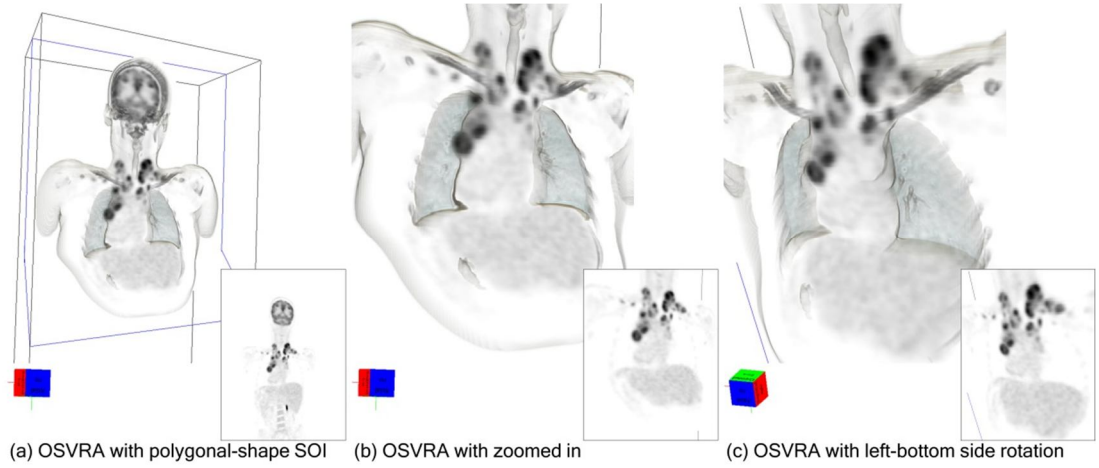 (a) OSVRA with polygonal-shape SOI
(b) OSVRA with zoomed in
(c) OSVRA with left-bottom side rotation